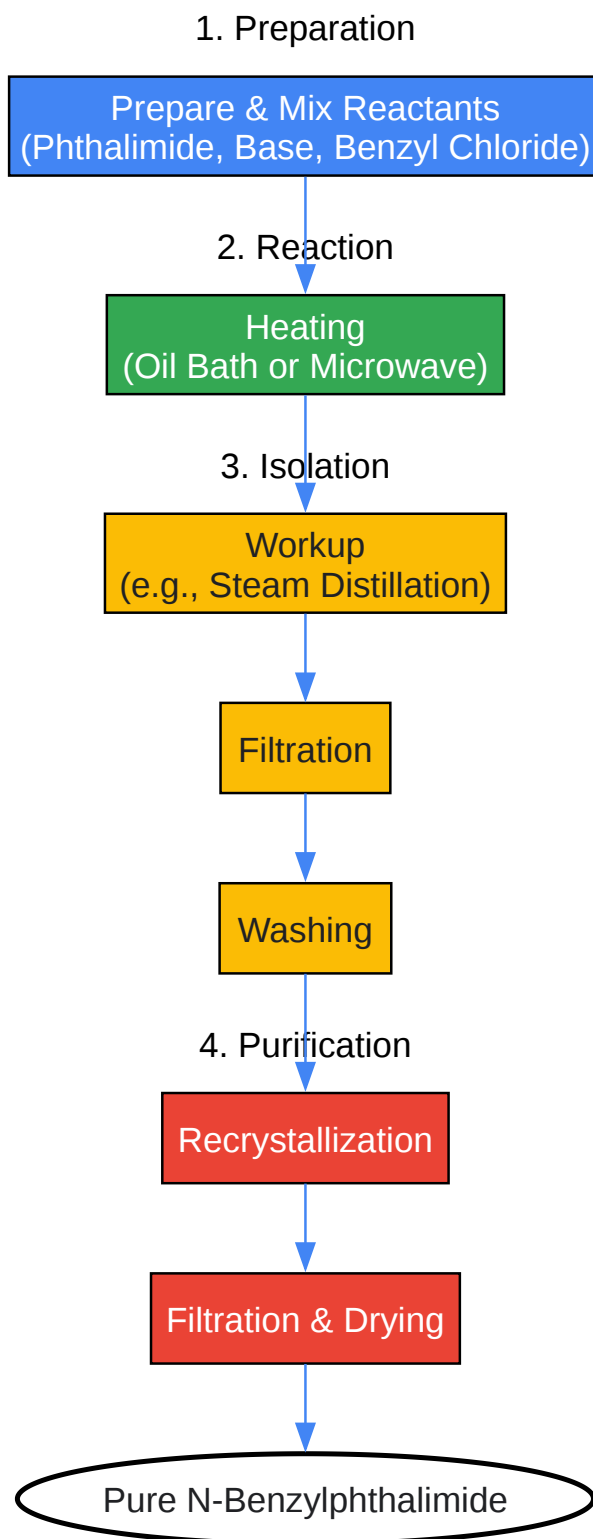 1. Preparation
Prepare & Mix Reactants
(Phthalimide, Base, Benzyl Chloride)
2. Reaction
Heating
(Oil Bath or Microwave)
3. Isolation
Workup
(e.g., Steam Distillation)
Filtration
Washing
4. Purification
Recrystallization
Filtration & Drying
Pure N-Benzylphthalimide